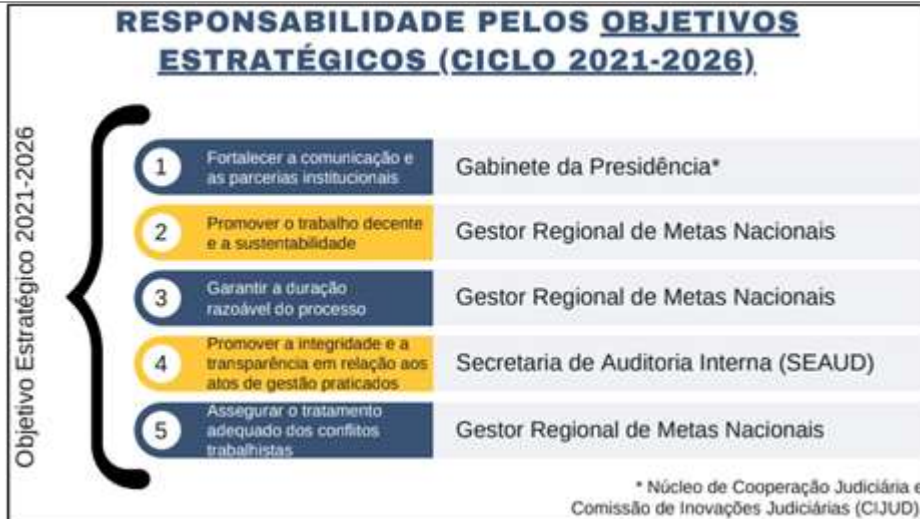 RESPONSABILIDADE PELOS OBJETIVOS
ESTRATÉGICOS (CICLO 2021-2026)
Objetivo Estratégico 2021-2026
1
Fortalecer a comunicação e
as parcerias institucionais
Gabinete da Presidência*
2
Promover o trabalho decente
e a sustentabilidade
Gestor Regional de Metas Nacionais
3
Garantir a duração
razoável do processo
Gestor Regional de Metas Nacionais
4
Promover a integridade e a
transparência em relação aos
atos de gestão praticados
Secretaria de Auditoria Interna (SEAUD)
5
Assegurar o tratamento
adequado dos conflitos
trabalhistas
Gestor Regional de Metas Nacionais
* Núcleo de Cooperação Judiciária e
Comissão de Inovações Judiciárias (CIJUD)